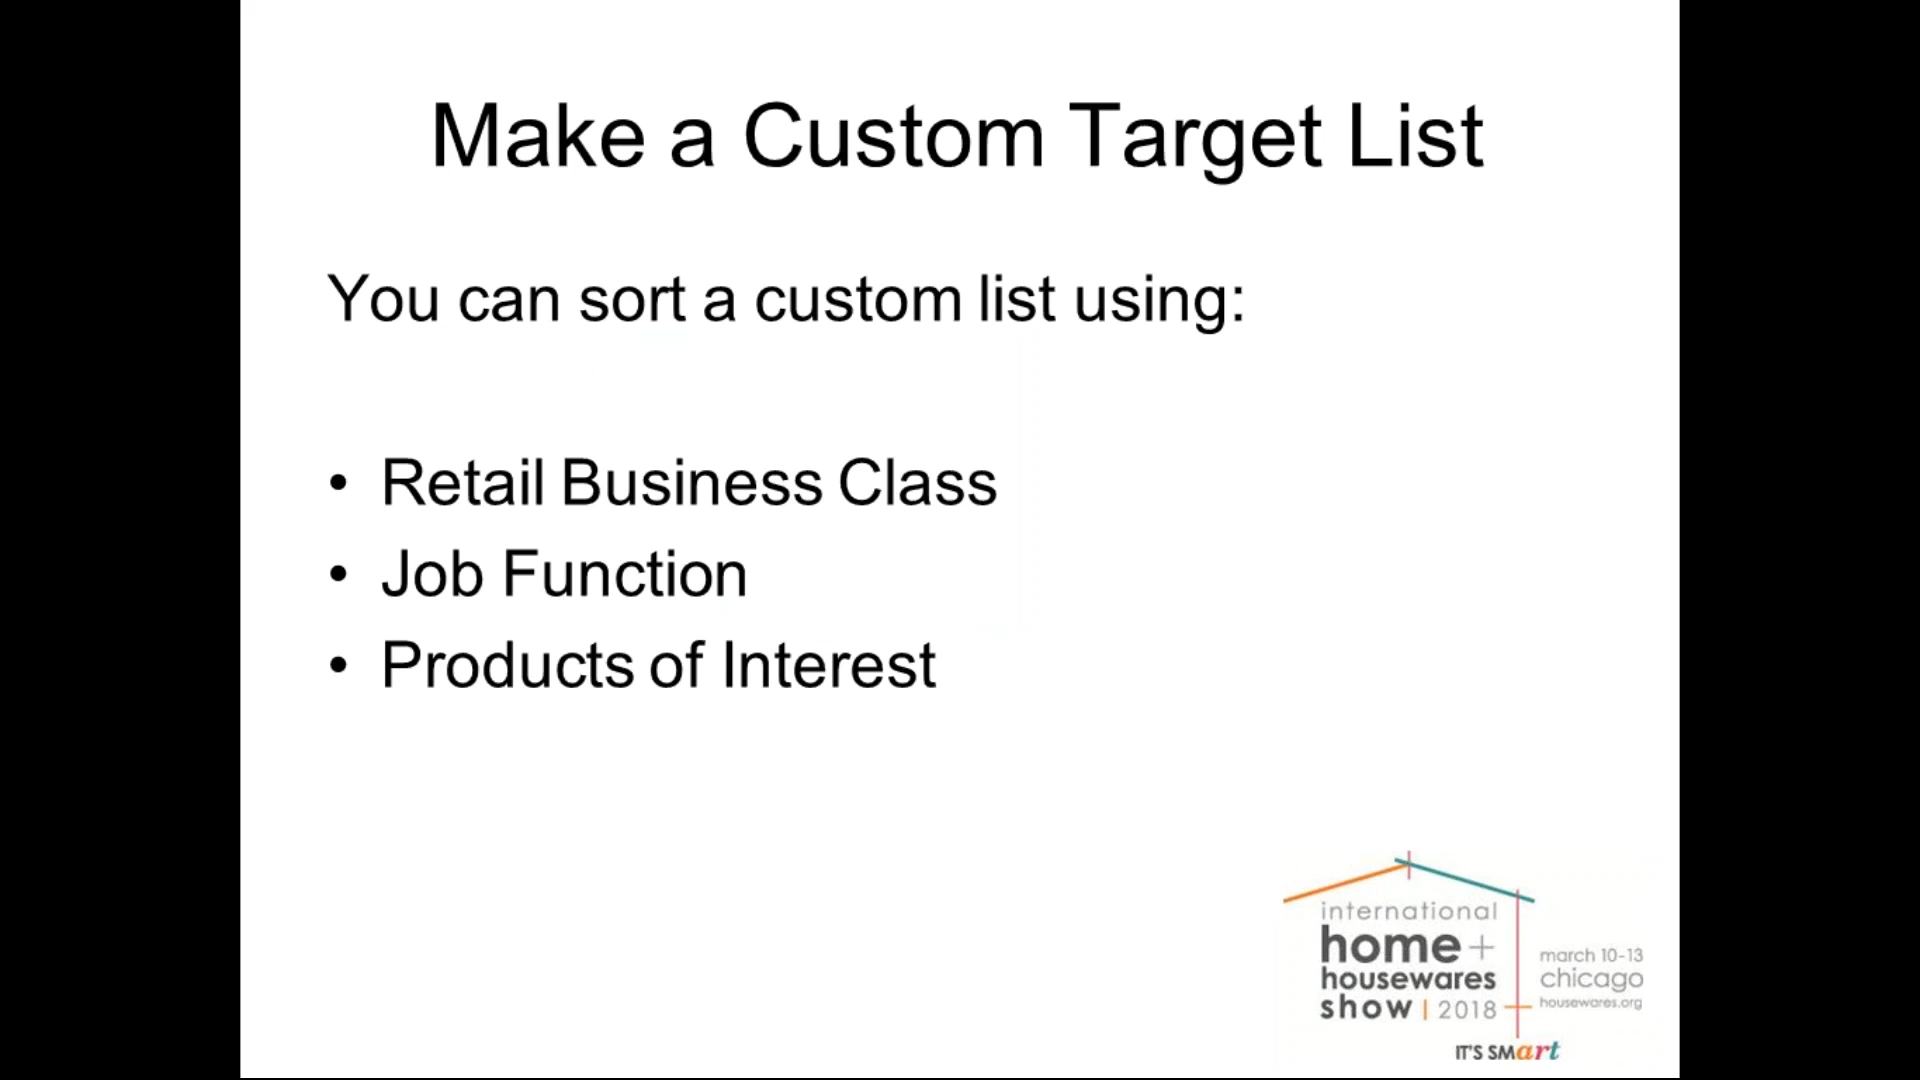 Make a Custom Target List
You can sort a custom list using:
• Retail Business Class
• Job Function
• Products of Interest
international
home+
housewares
show | 2018
march 10-13
chicago
housewares.org
IT'S SMart